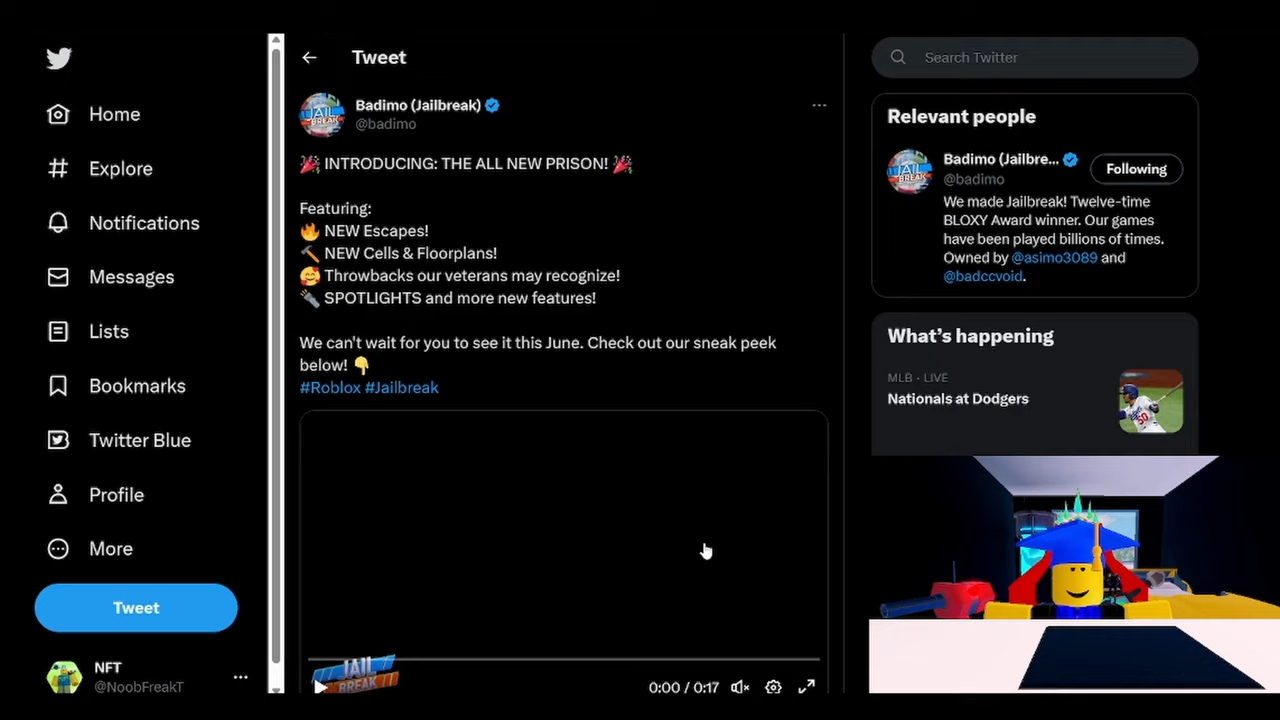 Home
Explore
Notifications
Messages
Lists
Bookmarks
Twitter Blue
Profile
More
Tweet
NFT
@NoobFreakT
Tweet
Badimo (Jailbreak)
@badimo
🎉 INTRODUCING: THE ALL NEW PRISON! 🎉
Featuring:
🔥 NEW Escapes!
🔨 NEW Cells & Floorplans!
🥰 Throwbacks our veterans may recognize!
🔦 SPOTLIGHTS and more new features!
We can't wait for you to see it this June. Check out our sneak peek
below! 👇
#Roblox #Jailbreak
JAIL
BREAK
0:00 / 0:17
Search Twitter
Relevant people
Badimo (Jailbre...
@badimo
Following
We made Jailbreak! Twelve-time
BLOXY Award winner. Our games
have been played billions of times.
Owned by @asimo3089 and
@badccvoid.
What's happening
MLB · LIVE
Nationals at Dodgers